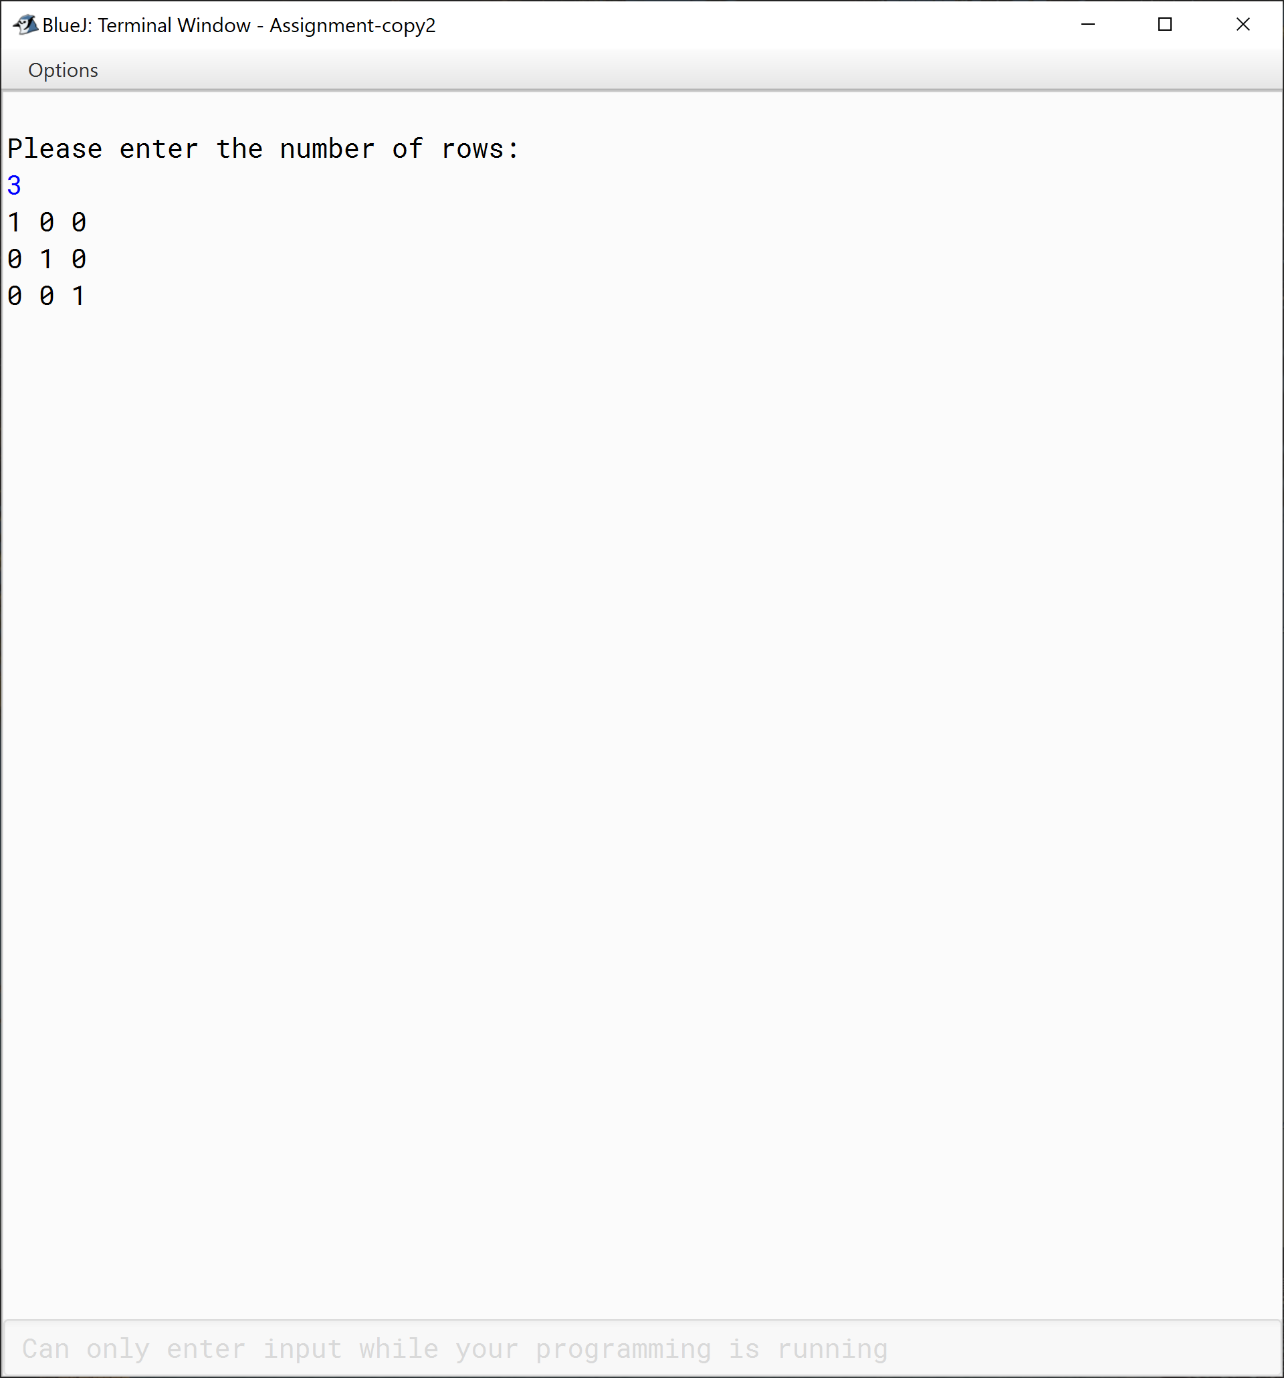 BlueJ: Terminal Window - Assignment-copy2
Options
Please enter the number of rows:
3
1 0 0
0 1 0
0 0 1
Can only enter input while your programming is running